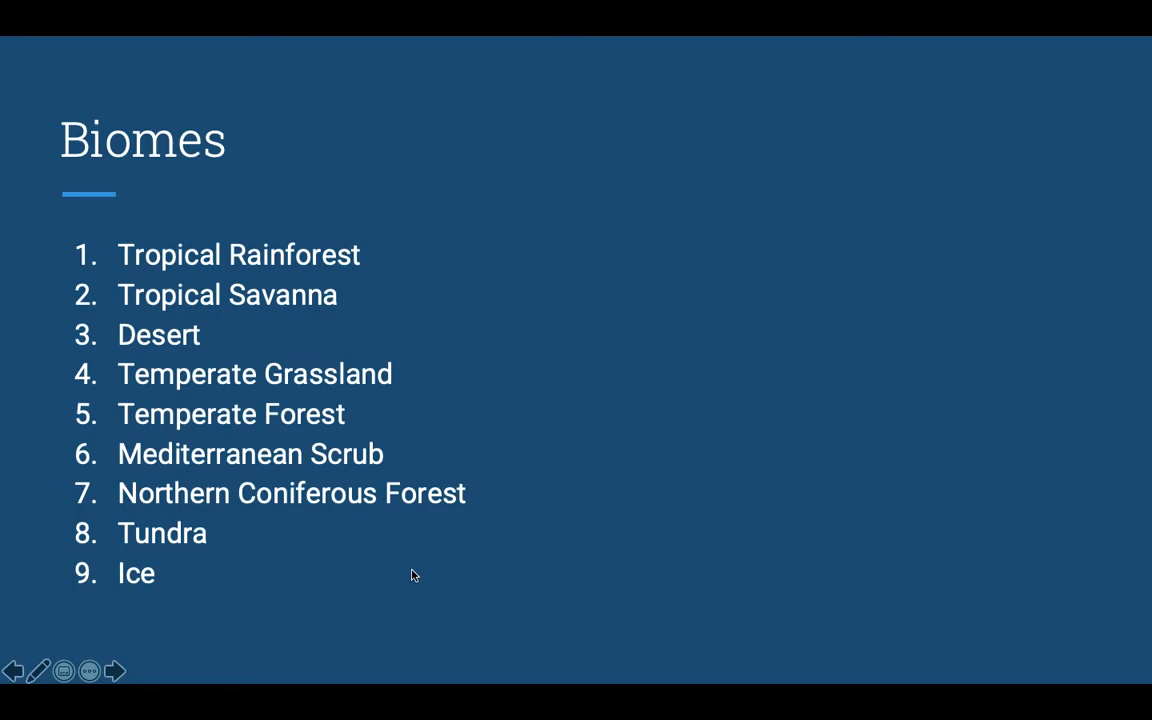 Biomes
1. Tropical Rainforest
2. Tropical Savanna
3. Desert
4. Temperate Grassland
5. Temperate Forest
6. Mediterranean Scrub
7. Northern Coniferous Forest
8. Tundra
9. Ice